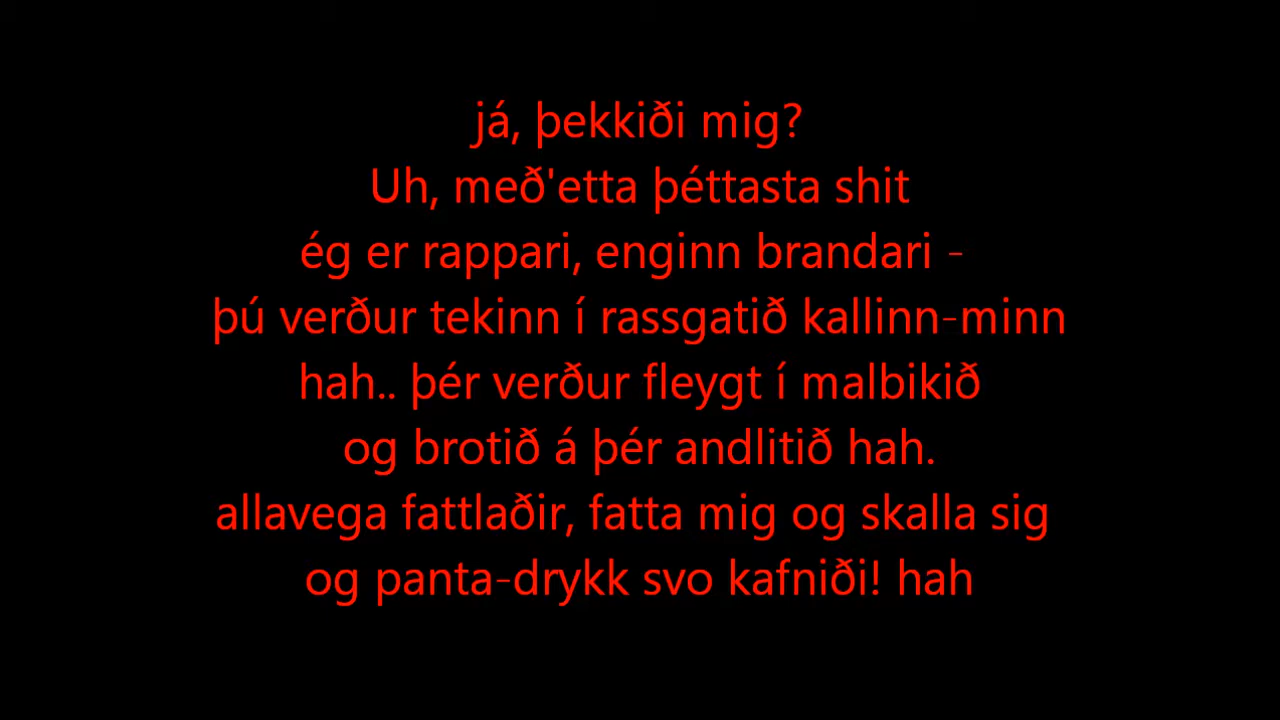 já, þekkiði mig?
Uh, með'etta þéttasta shit
ég er rappari, enginn brandari -
þú verður tekinn í rassgatið kallinn-minn
hah.. þér verður fleygt í malbikið
og brotið á þér andlitið hah.
allavega fattlaðir, fatta mig og skalla sig
og panta-drykk svo kafniði! hah